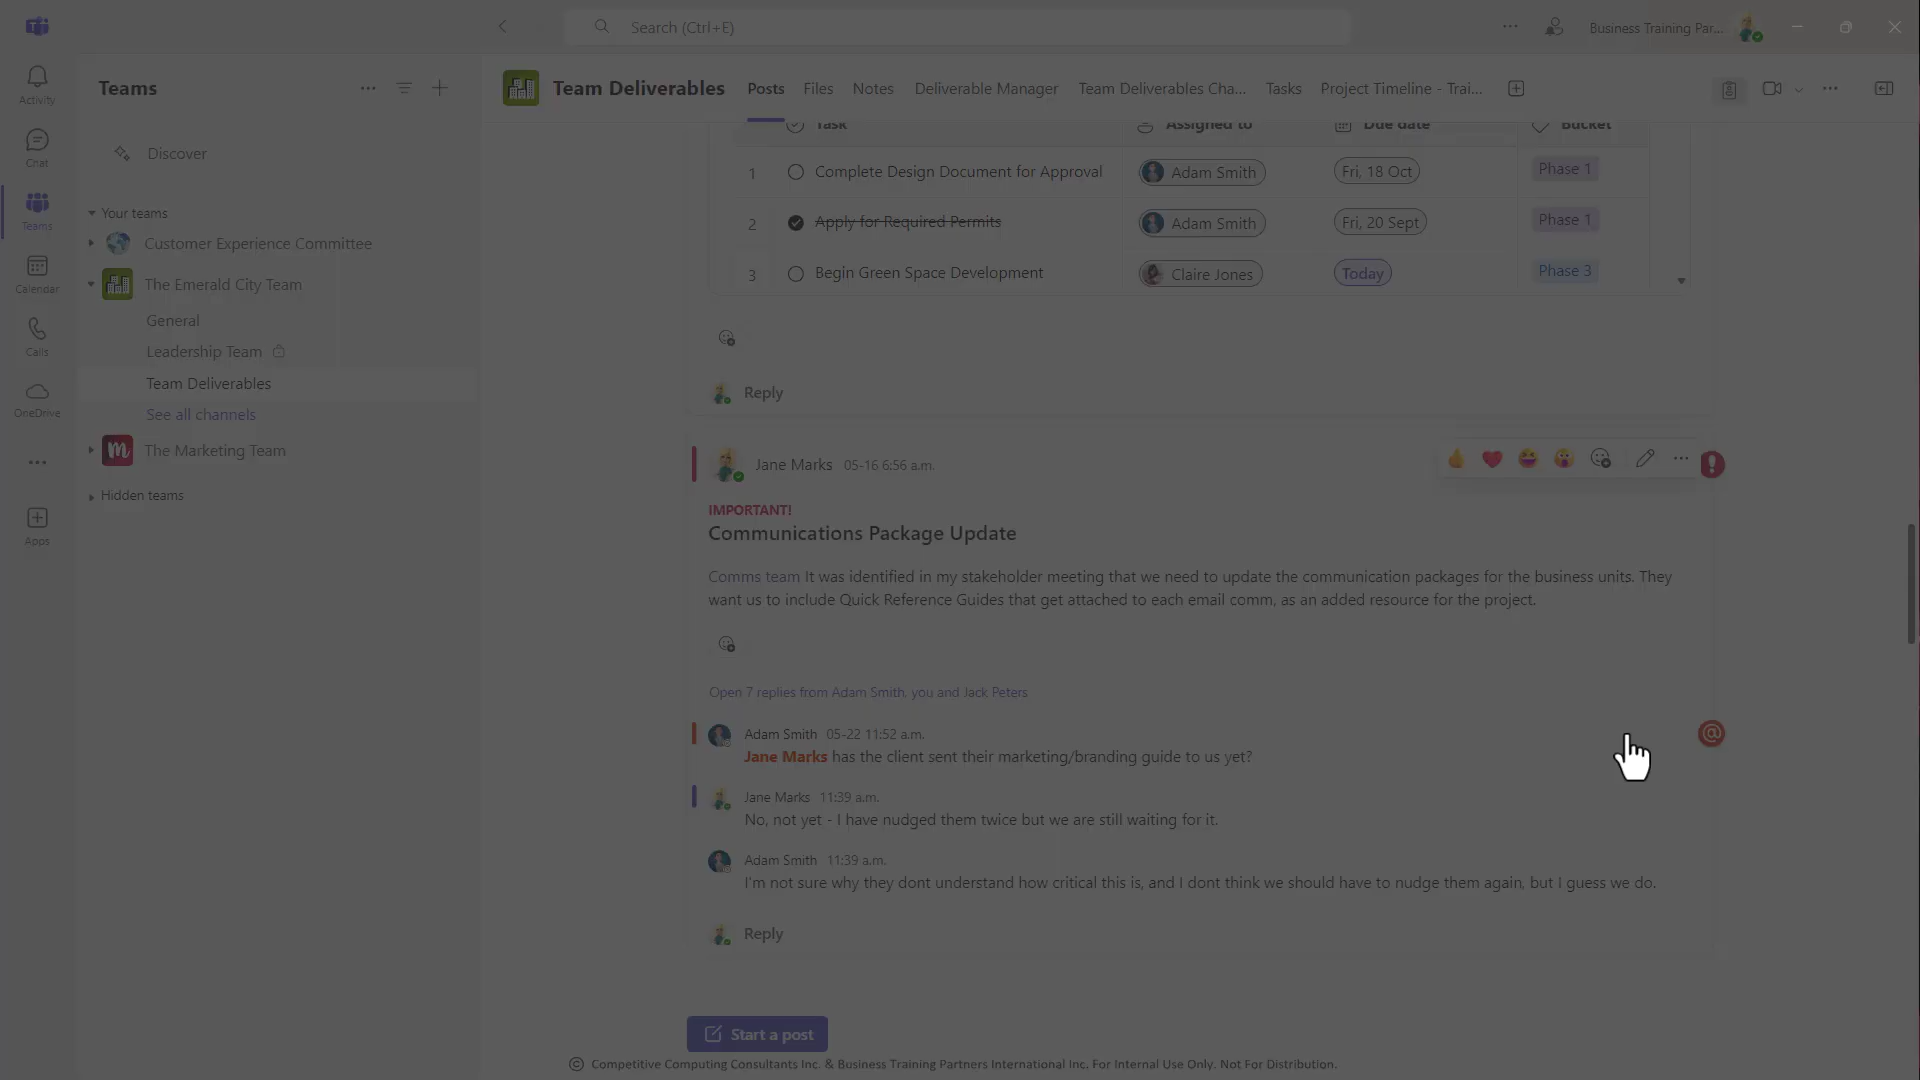 Search (Ctrl+E)
Business Training Par...
Activity
Chat
Teams
Calendar
Calls
OneDrive
Apps
Teams
Discover
Your teams
Customer Experience Committee
The Emerald City Team
General
Leadership Team
Team Deliverables
See all channels
m The Marketing Team
Hidden teams
Team Deliverables Posts Files Notes Deliverable Manager Team Deliverables Cha... Tasks Project Timeline - Trai...
Task Assigned to Due date Bucket
1 Complete Design Document for Approval Adam Smith Fri, 18 Oct Phase 1
2 Apply for Required Permits Adam Smith Fri, 20 Sept Phase 1
3 Begin Green Space Development Claire Jones Today Phase 3
Reply
Jane Marks 05-16 6:56 a.m.
IMPORTANT!
Communications Package Update
Comms team It was identified in my stakeholder meeting that we need to update the communication packages for the business units. They
want us to include Quick Reference Guides that get attached to each email comm, as an added resource for the project.
Open 7 replies from Adam Smith, you and Jack Peters
Adam Smith 05-22 11:52 a.m.
Jane Marks has the client sent their marketing/branding guide to us yet?
Jane Marks 11:39 a.m.
No, not yet - I have nudged them twice but we are still waiting for it.
Adam Smith 11:39 a.m.
I'm not sure why they dont understand how critical this is, and I dont think we should have to nudge them again, but I guess we do.
Reply
Start a post
© Competitive Computing Consultants Inc. & Business Training Partners International Inc. For Internal Use Only. Not For Distribution.